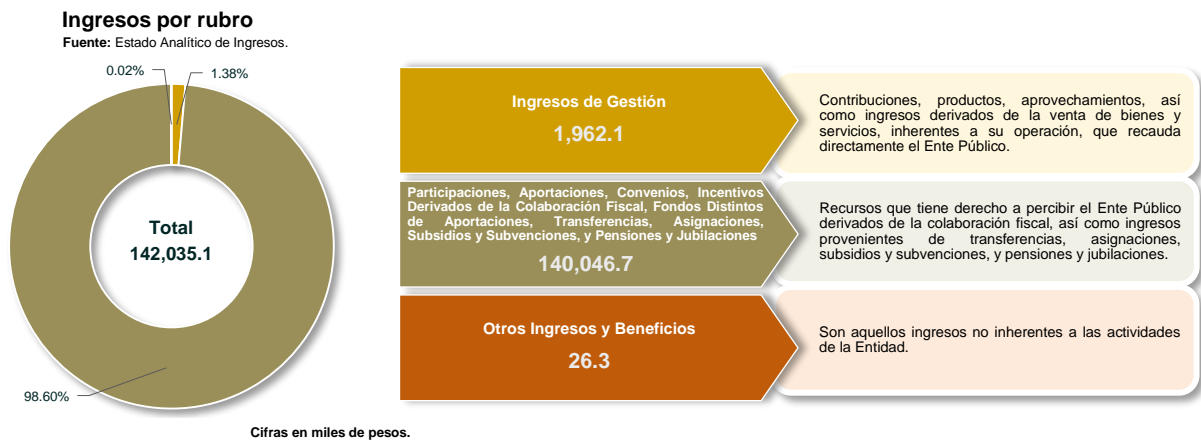 Ingresos por rubro
Fuente: Estado Analítico de Ingresos.
0.02%
1.38%
Total
142,035.1
98.60%
Ingresos de Gestión
1,962.1
Contribuciones, productos, aprovechamientos, así
como ingresos derivados de la venta de bienes y
servicios, inherentes a su operación, que recauda
directamente el Ente Público.
Participaciones, Aportaciones, Convenios, Incentivos
Derivados de la Colaboración Fiscal, Fondos Distintos
de Aportaciones, Transferencias, Asignaciones,
Subsidios y Subvenciones, y Pensiones y Jubilaciones
140,046.7
Recursos que tiene derecho a percibir el Ente Público
derivados de la colaboración fiscal, así como ingresos
provenientes de transferencias, asignaciones,
subsidios y subvenciones, y pensiones y jubilaciones.
Otros Ingresos y Beneficios
26.3
Son aquellos ingresos no inherentes a las actividades
de la Entidad.
Cifras en miles de pesos.